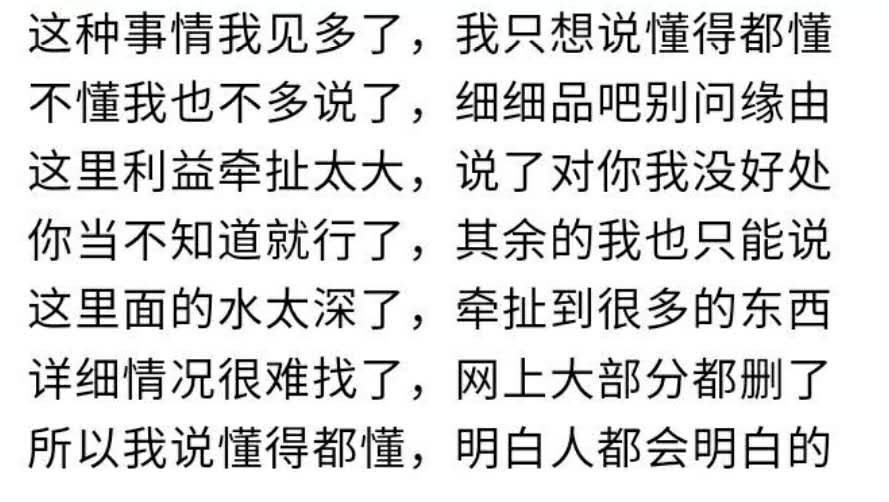 这种事情我见多了，我只想说懂得都懂
不懂我也不多说了，细细品吧别问缘由
这里利益牵扯太大，说了对你我没好处
你当不知道就行了，其余的我也只能说
这里面的水太深了，牵扯到很多的东西
详细情况很难找了，网上大部分都删了
所以我说懂得都懂，明白人都会明白的